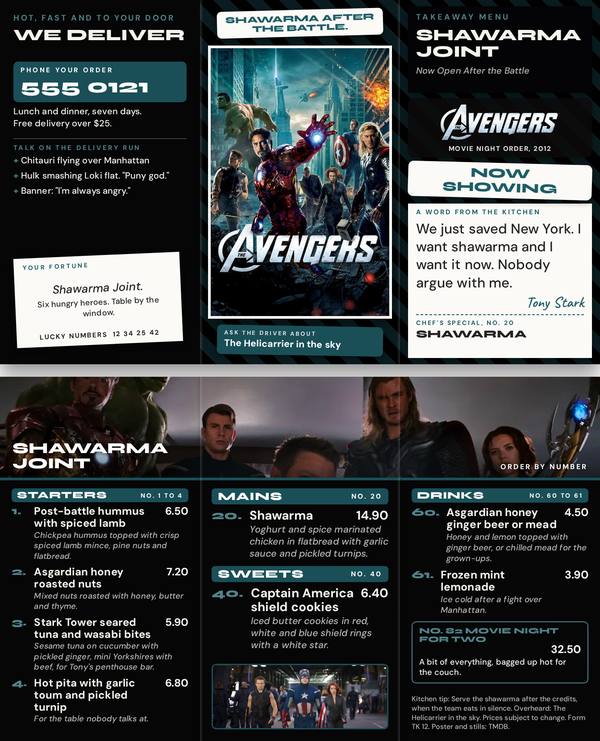 HOT, FAST AND TO YOUR DOOR
WE DELIVER
PHONE YOUR ORDER
555 0121
Lunch and dinner, seven days.
Free delivery over $25.
TALK ON THE DELIVERY RUN
+ Chitauri flying over Manhattan
+ Hulk smashing Loki flat. "Puny god."
+ Banner: "I'm always angry."
YOUR FORTUNE
Shawarma Joint.
Six hungry heroes. Table by the
window.
LUCKY NUMBERS 12 34 25 42
SHAWARMA AFTER
THE BATTLE.
THE AVENGERS
ASK THE DRIVER ABOUT
The Helicarrier in the sky
TAKEAWAY MENU
SHAWARMA
JOINT
Now Open After the Battle
THE AVENGERS
MOVIE NIGHT ORDER, 2012
NOW
SHOWING
A WORD FROM THE KITCHEN
We just saved New York. I
want shawarma and I
want it now. Nobody
argue with me.
Tony Stark
CHEF'S SPECIAL, NO. 20
SHAWARMA
SHAWARMA
JOINT
ORDER BY NUMBER
STARTERS NO. 1 TO 4
1. Post-battle hummus 6.50
with spiced lamb
Chickpea hummus topped with crisp
spiced lamb mince, pine nuts and
flatbread.
2. Asgardian honey 7.20
roasted nuts
Mixed nuts roasted with honey, butter
and thyme.
3. Stark Tower seared 5.90
tuna and wasabi bites
Sesame tuna on cucumber with
pickled ginger, mini Yorkshires with
beef, for Tony's penthouse bar.
4. Hot pita with garlic 6.80
toum and pickled
turnip
For the table nobody talks at.
MAINS NO. 20
20. Shawarma 14.90
Yoghurt and spice marinated
chicken in flatbread with garlic
sauce and pickled turnips.
SWEETS NO. 40
40. Captain America 6.40
shield cookies
Iced butter cookies in red,
white and blue shield rings
with a white star.
DRINKS NO. 60 TO 61
60. Asgardian honey 4.50
ginger beer or mead
Honey and lemon topped with
ginger beer, or chilled mead for the
grown-ups.
61. Frozen mint 3.90
lemonade
Ice cold after a fight over
Manhattan.
NO. 82 MOVIE NIGHT
FOR TWO
32.50
A bit of everything, bagged up hot for
the couch.
Kitchen tip: Serve the shawarma after the credits,
when the team eats in silence. Overheard: The
Helicarrier in the sky. Prices subject to change. Form
TK 12. Poster and stills: TMDB.